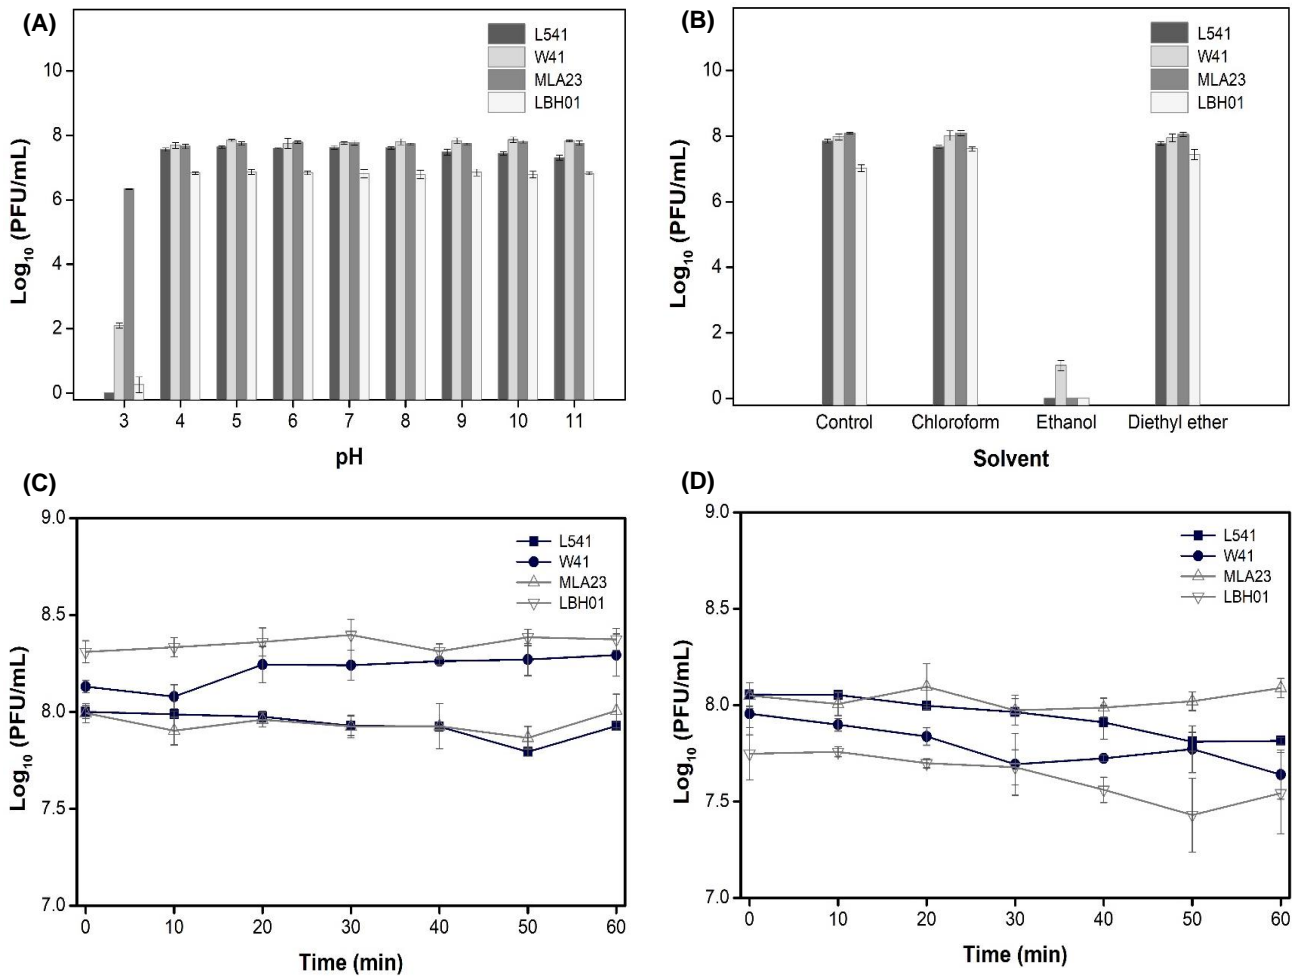 (A)
L541
W41
MLA23
LBH01
Log10 (PFU/mL)
10
8
6
4
2
0
3 4 5 6 7 8 9 10 11
pH
(B)
L541
W41
MLA23
LBH01
Log10 (PFU/mL)
10
8
6
4
2
0
Control Chloroform Ethanol Diethyl ether
Solvent
(C)
L541
W41
MLA23
LBH01
Log10 (PFU/mL)
9.0
8.5
8.0
7.5
7.0
0 10 20 30 40 50 60
Time (min)
(D)
L541
W41
MLA23
LBH01
Log10 (PFU/mL)
9.0
8.5
8.0
7.5
7.0
0 10 20 30 40 50 60
Time (min)